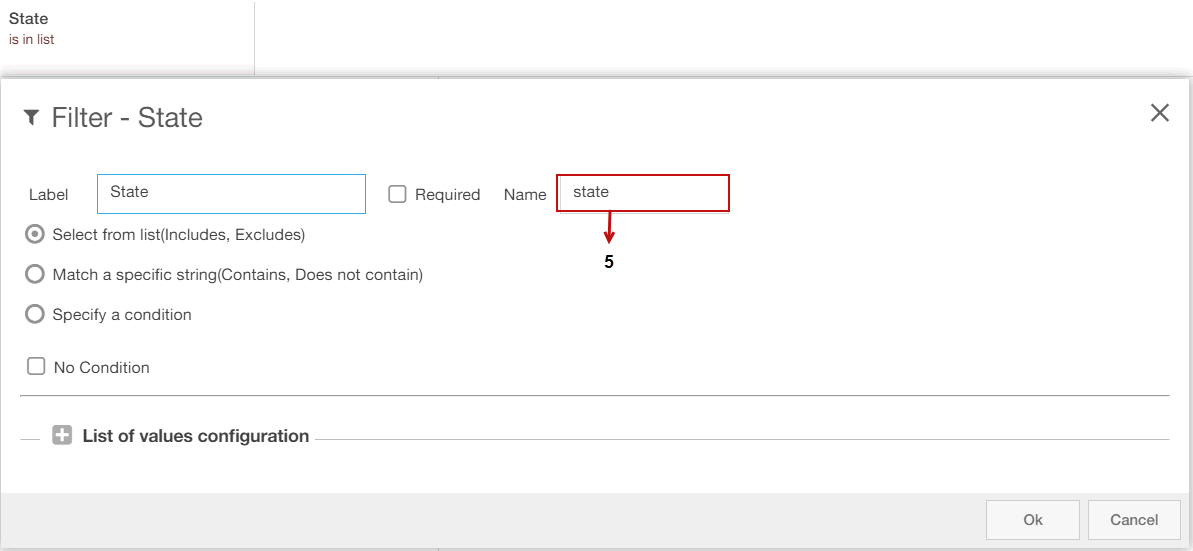 State
is in list
Filter - State
Label State Required Name state
Select from list(Includes, Excludes)
5
Match a specific string(Contains, Does not contain)
Specify a condition
No Condition
List of values configuration
Ok Cancel